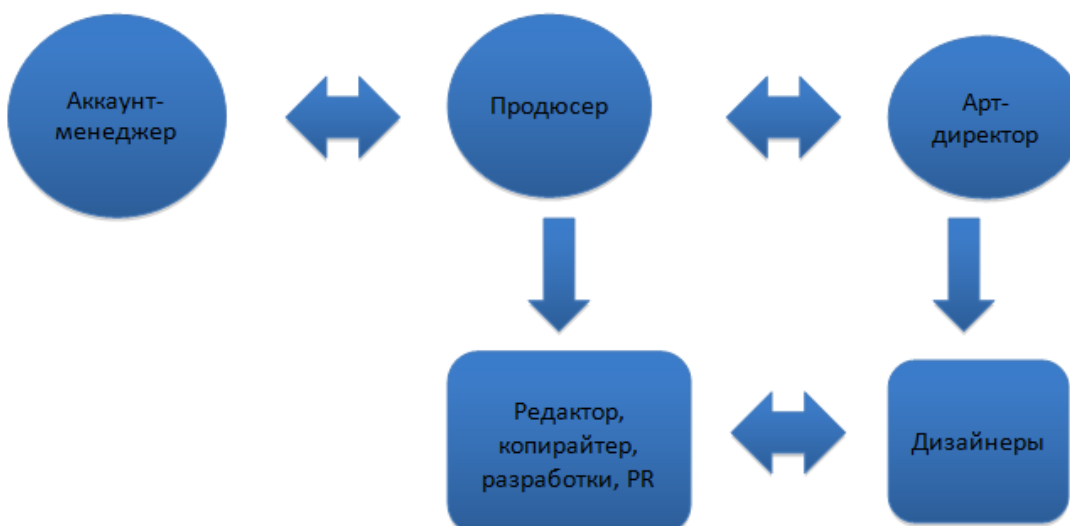 Аккаунт-
менеджер
Продюсер
Арт-
директор
Редактор,
копирайтер,
разработки, PR
Дизайнеры